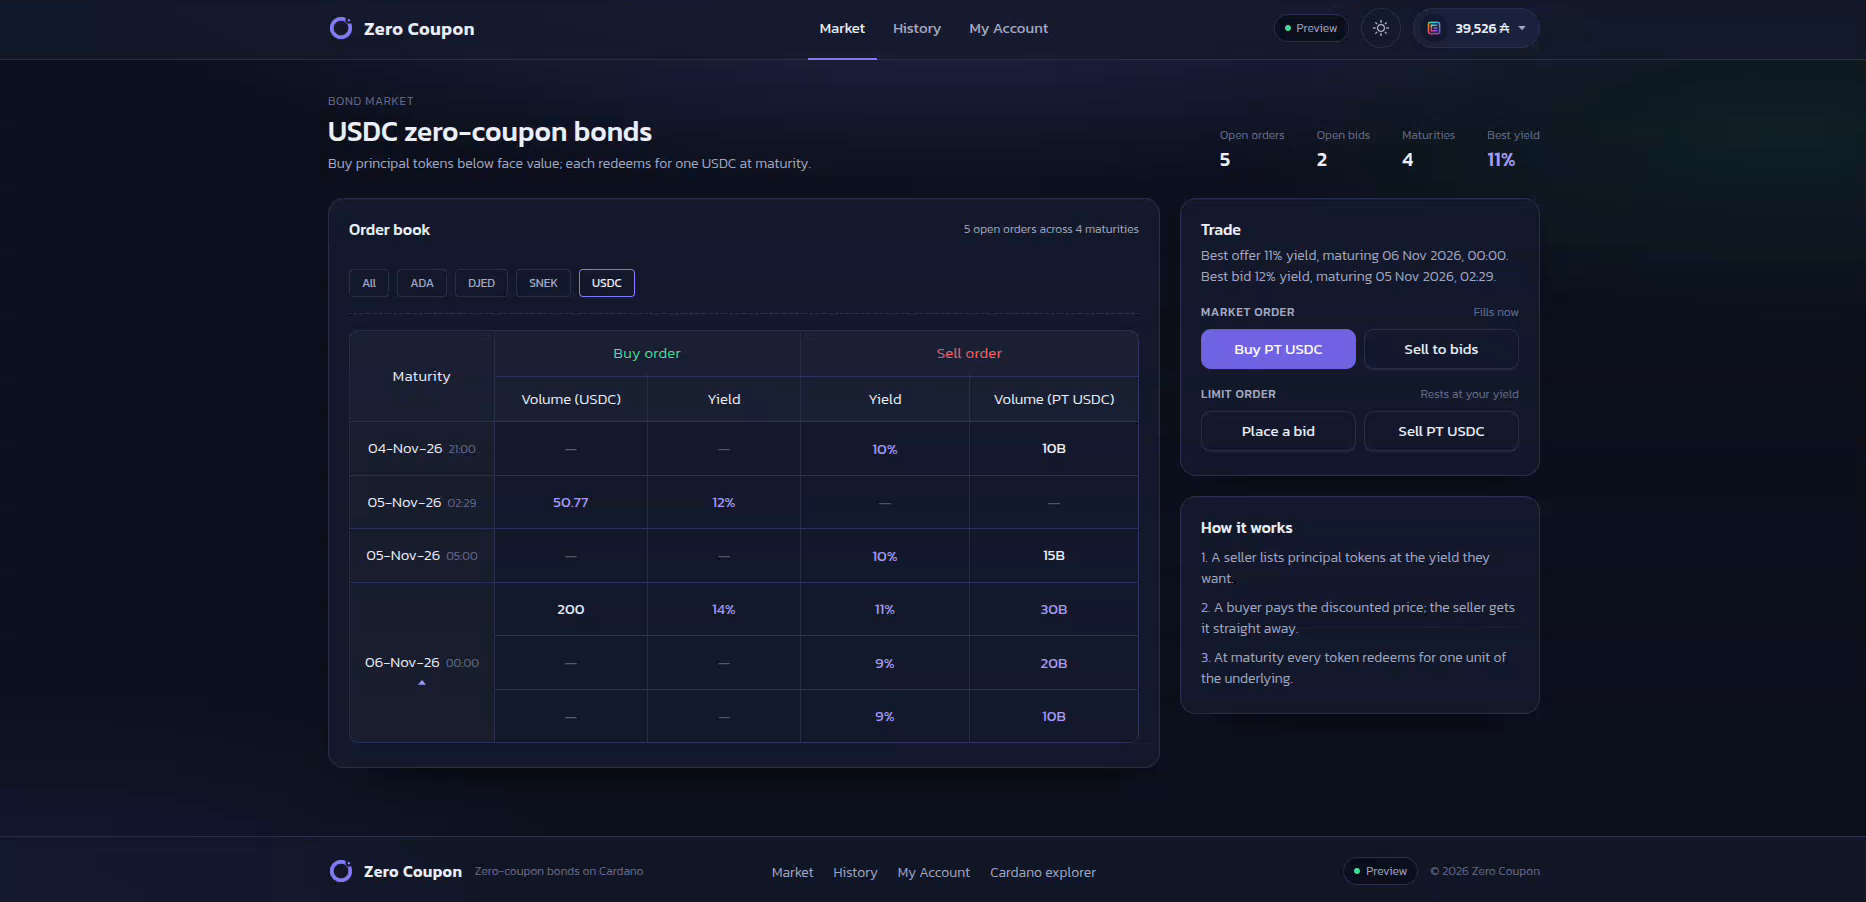 Zero Coupon
Market
History
My Account
Preview
39,526 ₳
BOND MARKET
USDC zero-coupon bonds
Buy principal tokens below face value; each redeems for one USDC at maturity.
Open orders
5
Open bids
2
Maturities
4
Best yield
11%
Order book
5 open orders across 4 maturities
All
ADA
DJED
SNEK
USDC
Maturity
Buy order
Sell order
Volume (USDC)
Yield
Yield
Volume (PT USDC)
04-Nov-26 21:00 — — 10% 10B
05-Nov-26 02:29 50.77 12% — —
05-Nov-26 05:00 — — 10% 15B
200 14% 11% 30B
06-Nov-26 00:00 — — 9% 20B
— — 9% 10B
Trade
Best offer 11% yield, maturing 06 Nov 2026, 00:00.
Best bid 12% yield, maturing 05 Nov 2026, 02:29.
MARKET ORDER
Fills now
Buy PT USDC
Sell to bids
LIMIT ORDER
Rests at your yield
Place a bid
Sell PT USDC
How it works
1. A seller lists principal tokens at the yield they
want.
2. A buyer pays the discounted price; the seller gets
it straight away.
3. At maturity every token redeems for one unit of
the underlying.
Zero Coupon
Zero-coupon bonds on Cardano
Market
History
My Account
Cardano explorer
Preview
© 2026 Zero Coupon